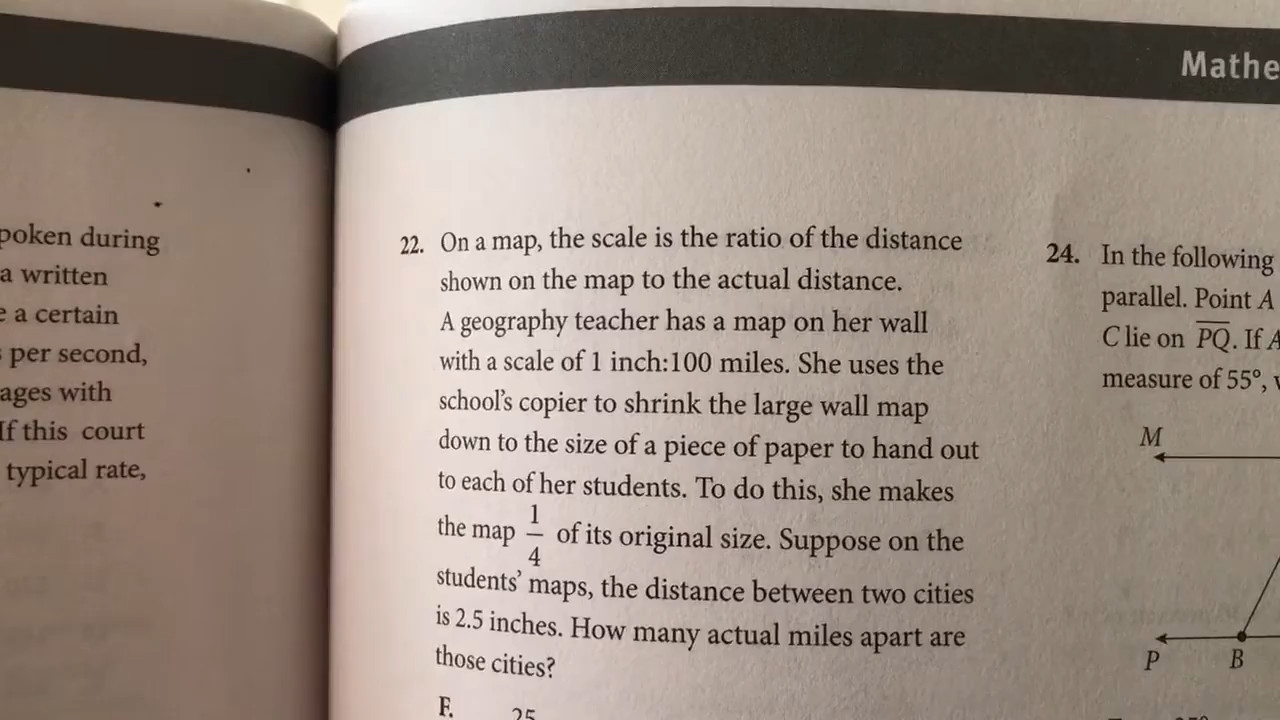 Mathe
poken during
a written
e a certain
per second,
ages with
If this court
typical rate,
22. On a map, the scale is the ratio of the distance
shown on the map to the actual distance.
A geography teacher has a map on her wall
with a scale of 1 inch:100 miles. She uses the
school's copier to shrink the large wall map
down to the size of a piece of paper to hand out
to each of her students. To do this, she makes
the map 1/4 of its original size. Suppose on the
students' maps, the distance between two cities
is 2.5 inches. How many actual miles apart are
those cities?
F. 25
24. In the following
parallel. Point A
C lie on PQ. If A
measure of 55°,
M
P B